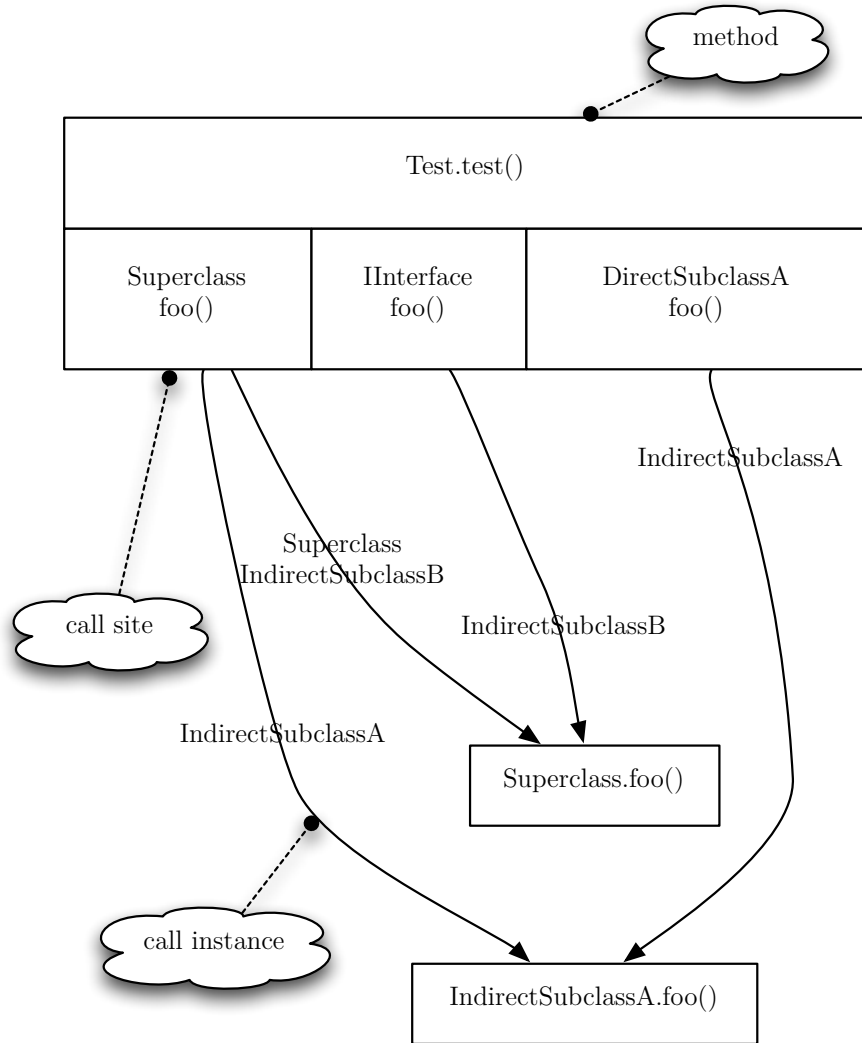 method
Test.test()
Superclass
foo()
IInterface
foo()
DirectSubclassA
foo()
IndirectSubclassA
Superclass
IndirectSubclassB
call site
IndirectSubclassB
IndirectSubclassA
Superclass.foo()
call instance
IndirectSubclassA.foo()